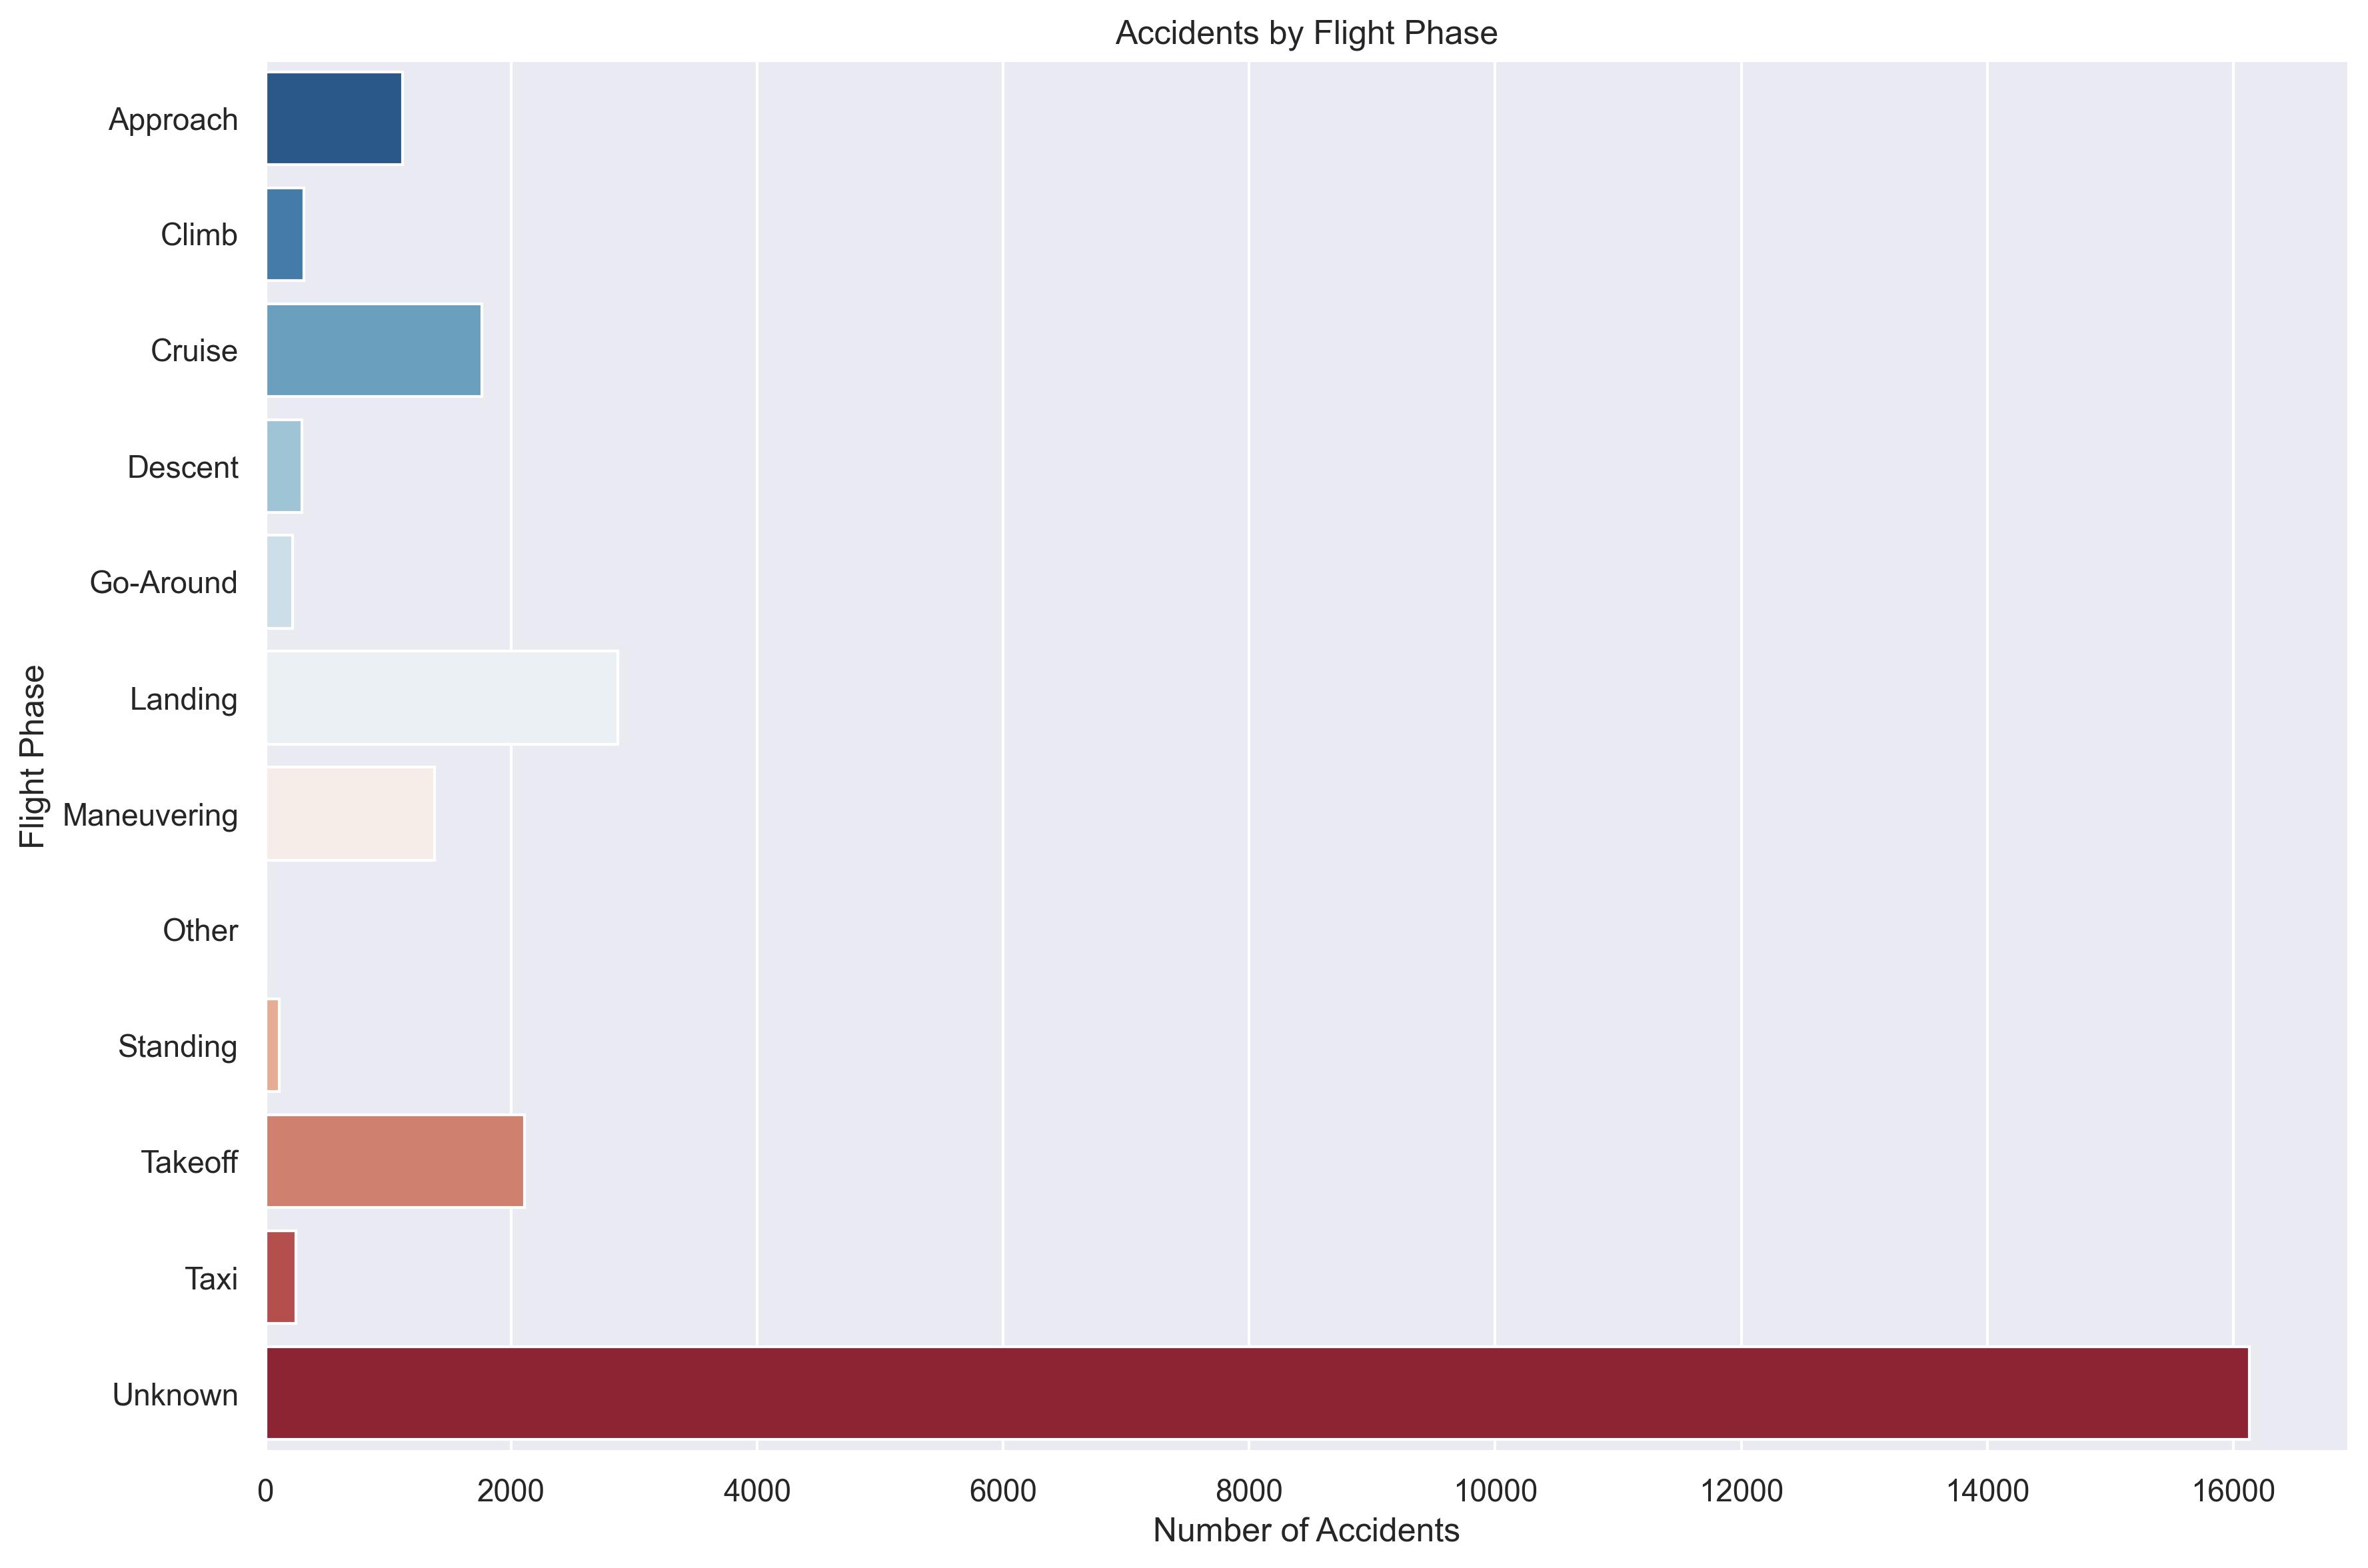 Accidents by Flight Phase
Flight Phase
Approach
Climb
Cruise
Descent
Go-Around
Landing
Maneuvering
Other
Standing
Takeoff
Taxi
Unknown
0 2000 4000 6000 8000 10000 12000 14000 16000
Number of Accidents